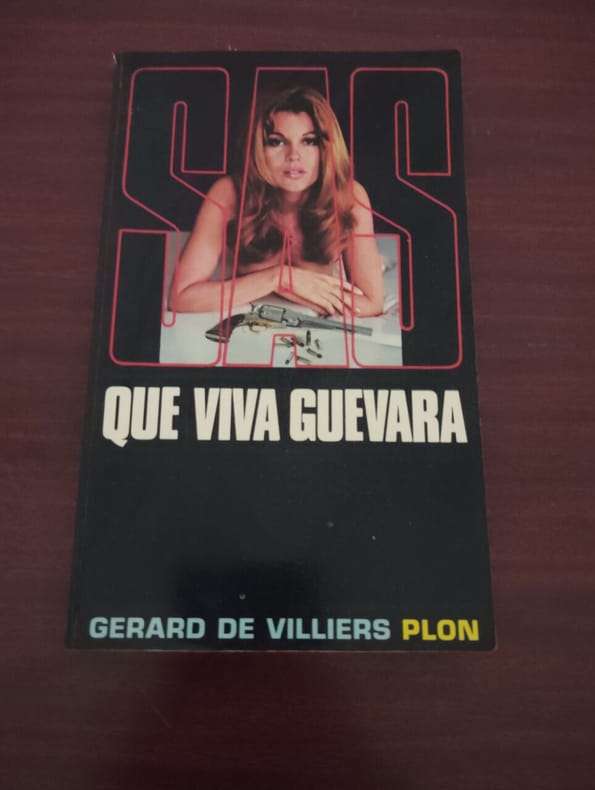 SAS
QUE VIVA GUEVARA
GERARD DE VILLIERS PLON